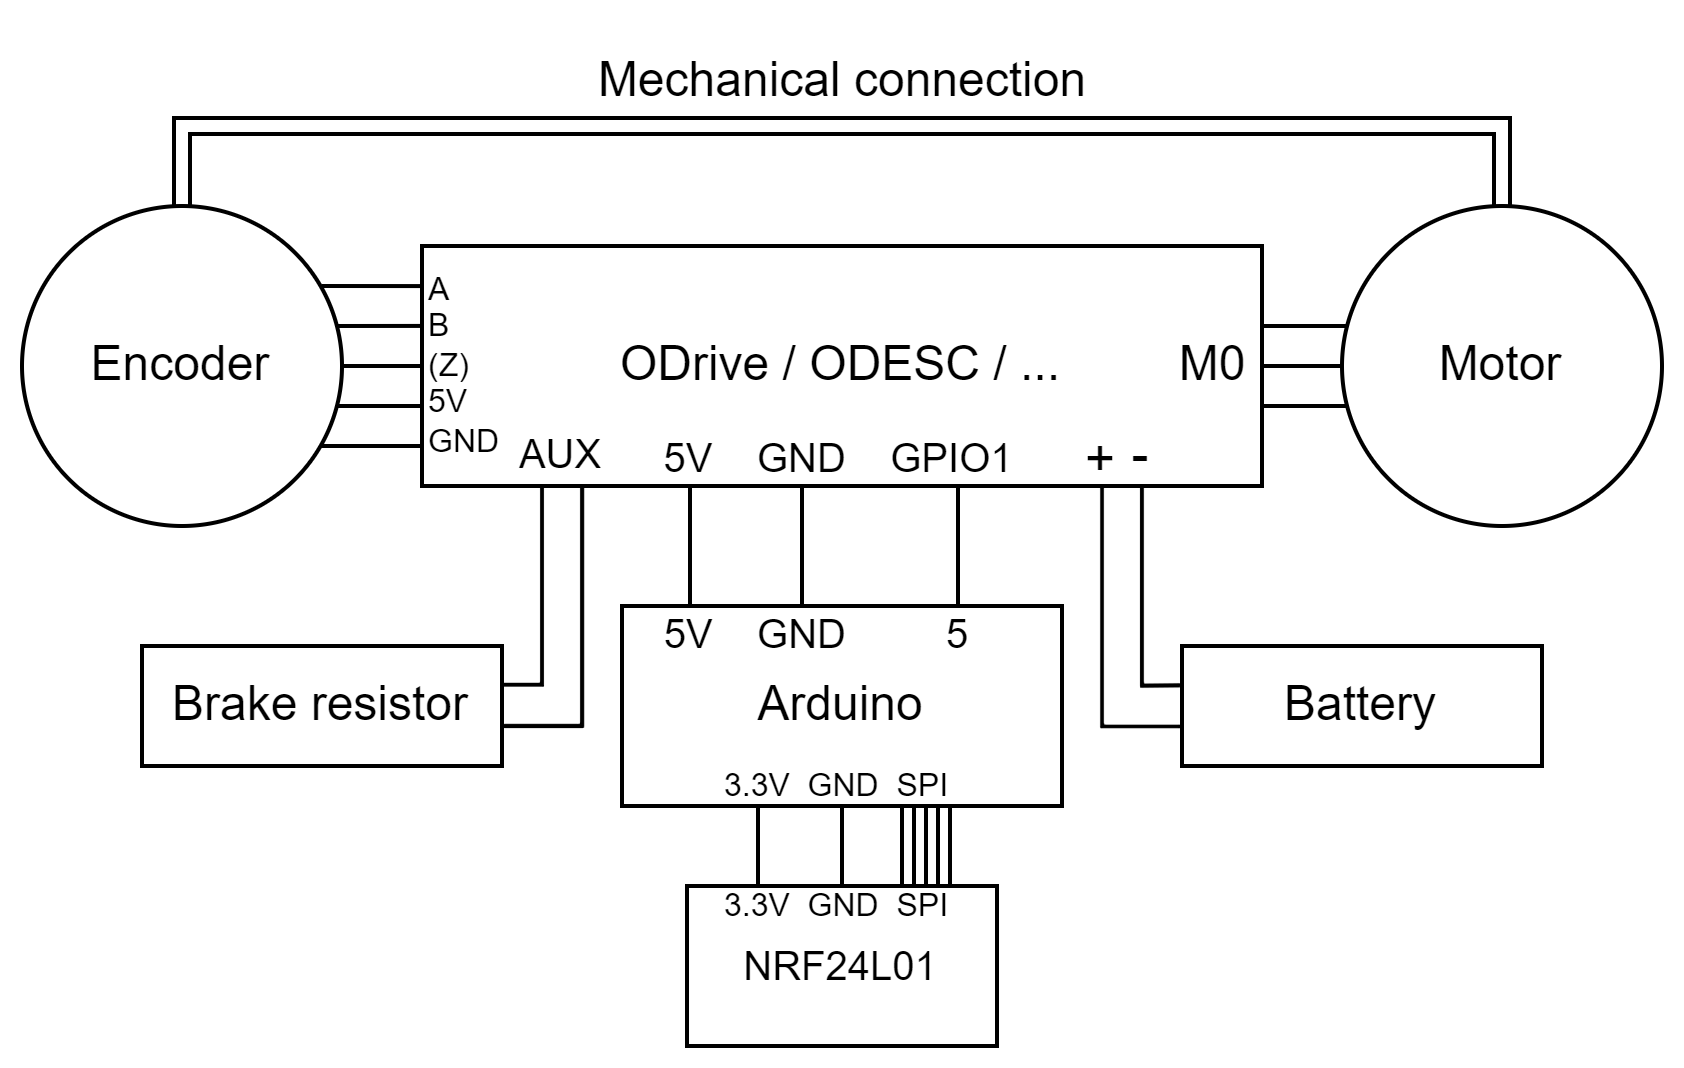 Mechanical connection
Encoder
A
B
(Z)
5V
GND
ODrive / ODESC / ...
M0
Motor
AUX
5V
GND
GPIO1
+ -
5V
GND
5
Brake resistor
Arduino
Battery
3.3V
GND
SPI
3.3V
GND
SPI
NRF24L01